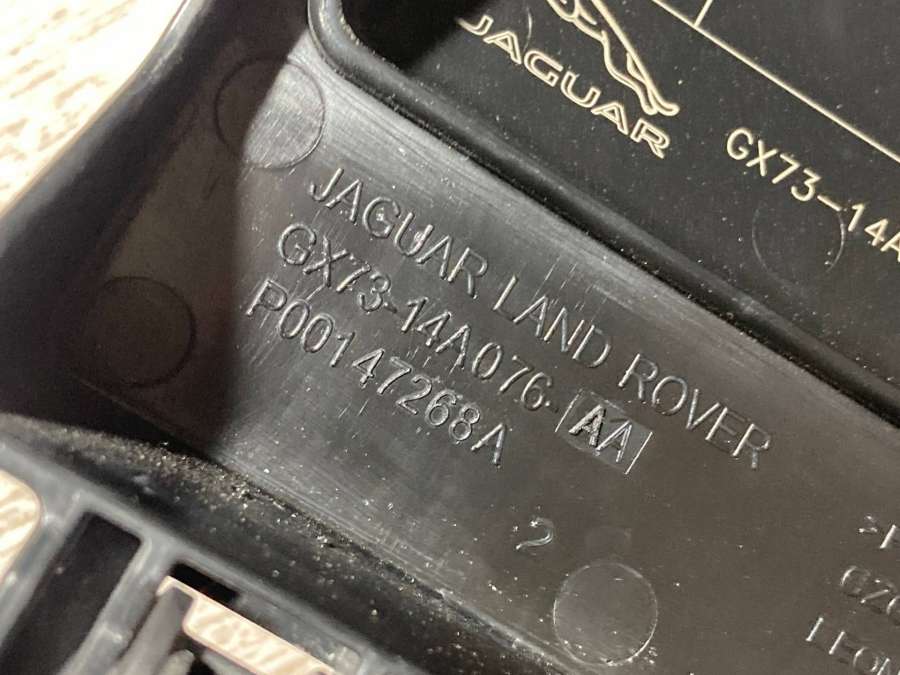 JAGUAR
GX73-14A
JAGUAR LAND ROVER
GX73-14A076-AA
P00147268A
2